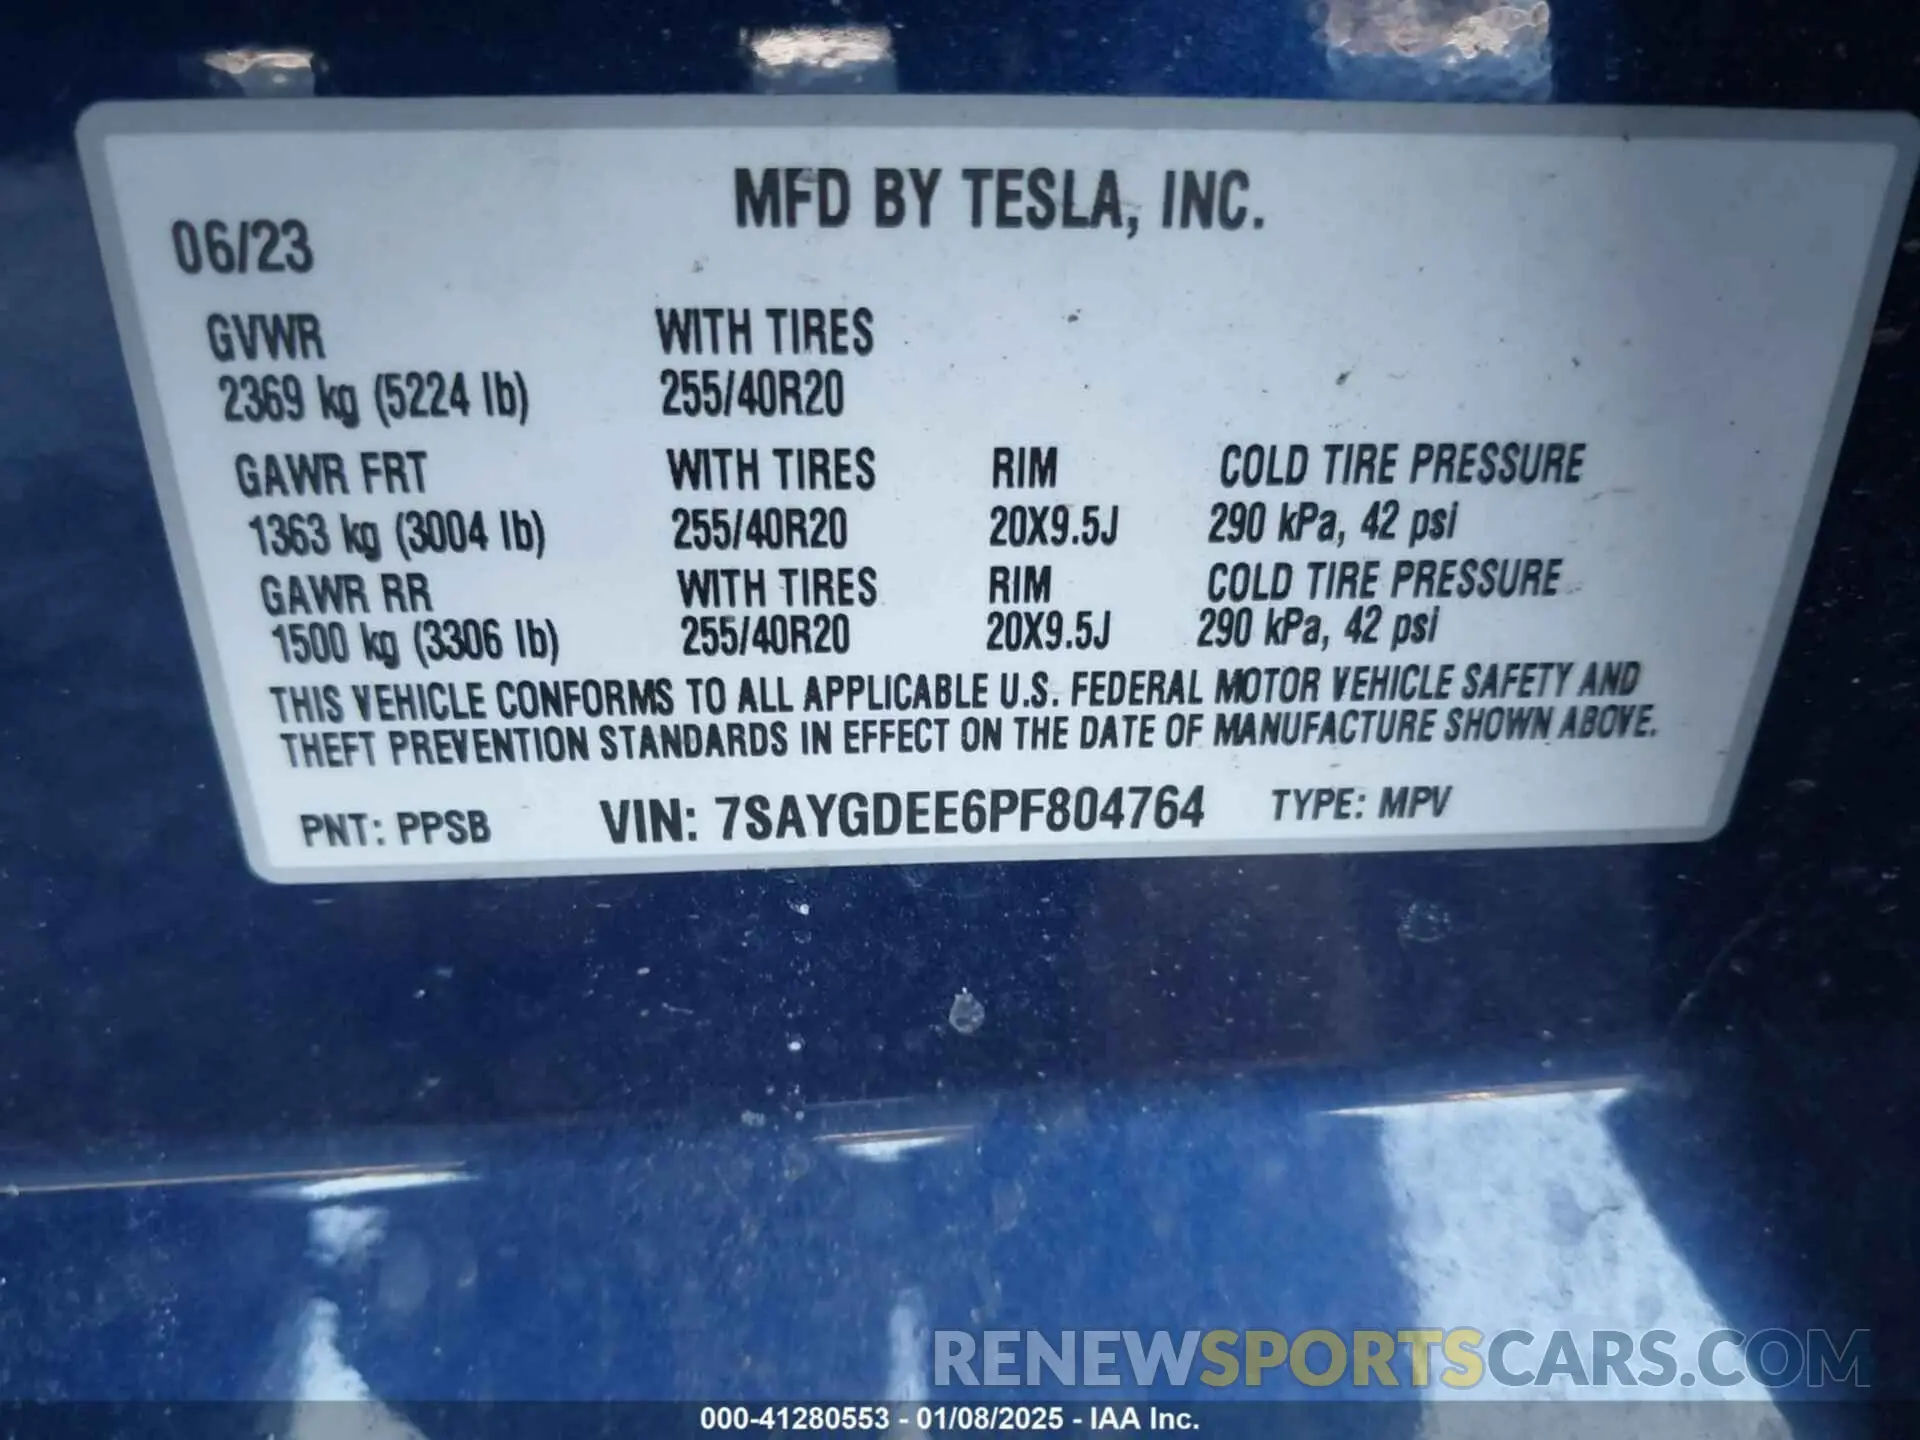 MFD BY TESLA, INC.
06/23
GVWR WITH TIRES
2369 kg (5224 lb) 255/40R20
GAWR FRT WITH TIRES RIM COLD TIRE PRESSURE
1363 kg (3004 lb) 255/40R20 20X9.5J 290 kPa, 42 psi
GAWR RR WITH TIRES RIM COLD TIRE PRESSURE
1500 kg (3306 lb) 255/40R20 20X9.5J 290 kPa, 42 psi
THIS VEHICLE CONFORMS TO ALL APPLICABLE U.S. FEDERAL MOTOR VEHICLE SAFETY AND
THEFT PREVENTION STANDARDS IN EFFECT ON THE DATE OF MANUFACTURE SHOWN ABOVE.
PNT: PPSB VIN: 7SAYGDEE6PF804764 TYPE: MPV
RENEWSPORTSCARS.COM
000-41280553 - 01/08/2025 - IAA Inc.